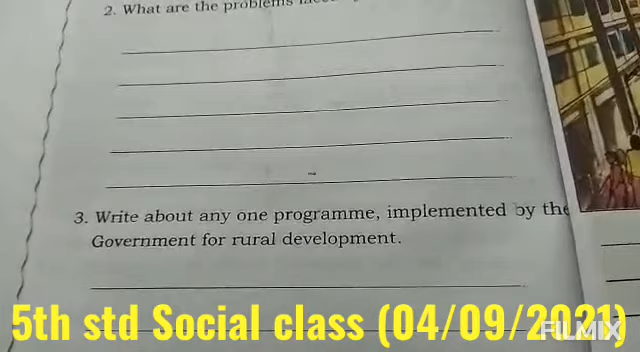 2. What are the problems
3. Write about any one programme, implemented by the
Government for rural development.
5th std Social class (04/09/2021)
FILMIX